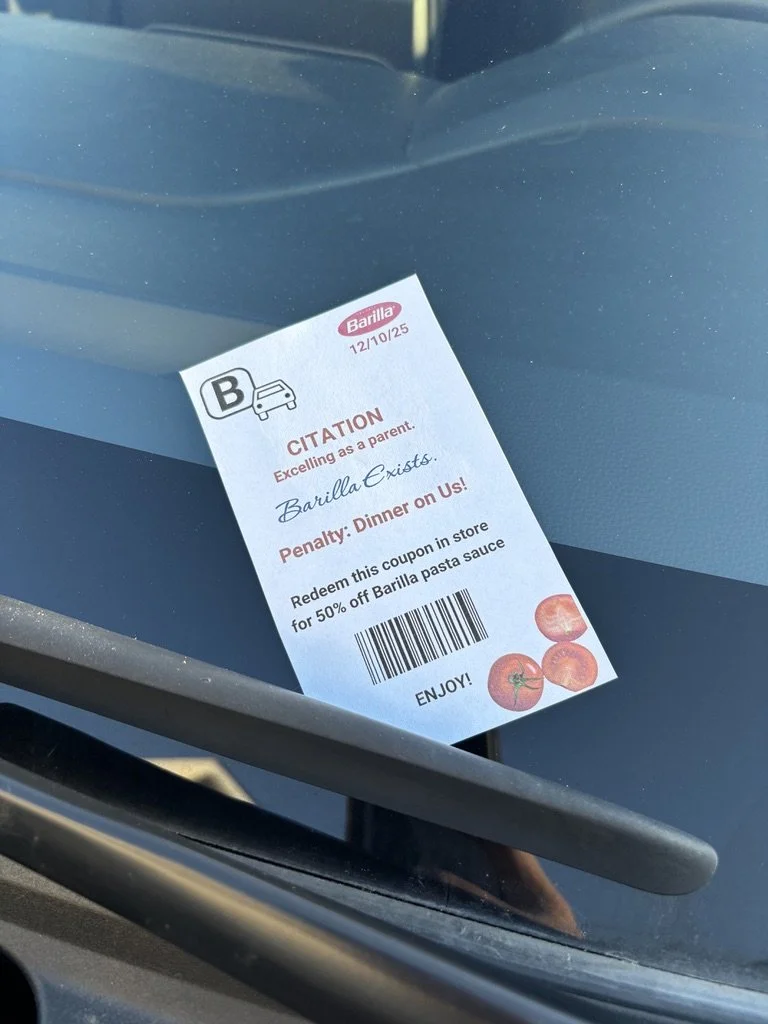 Barilla
12/10/25
B
CITATION
Excelling as a parent.
Barilla Exists.
Penalty: Dinner on Us!
Redeem this coupon in store
for 50% off Barilla pasta sauce
ENJOY!